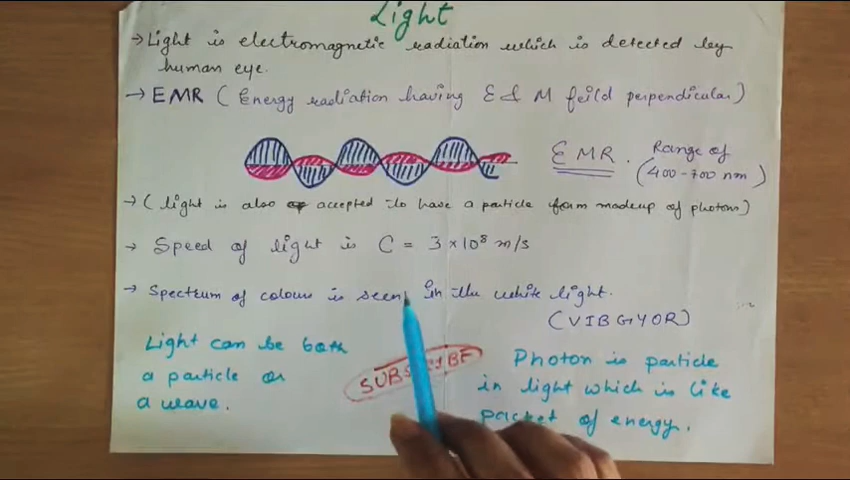 Light
→ Light is electromagnetic radiation which is detected by
human eye.
→ EMR ( Energy radiation having E & M feild perpendicular)
EMR. Range of
(400-700 nm)
→ (light is also accepted to have a particle form madeup of photons)
→ Speed of light is C = 3 × 10⁸ m/s
→ Spectrum of colour is seen in the white light.
(VIBGYOR)
Light can be both
a particle or
a wave.
SUBSCRIBE
Photon is particle
in light which is like
packet of energy.